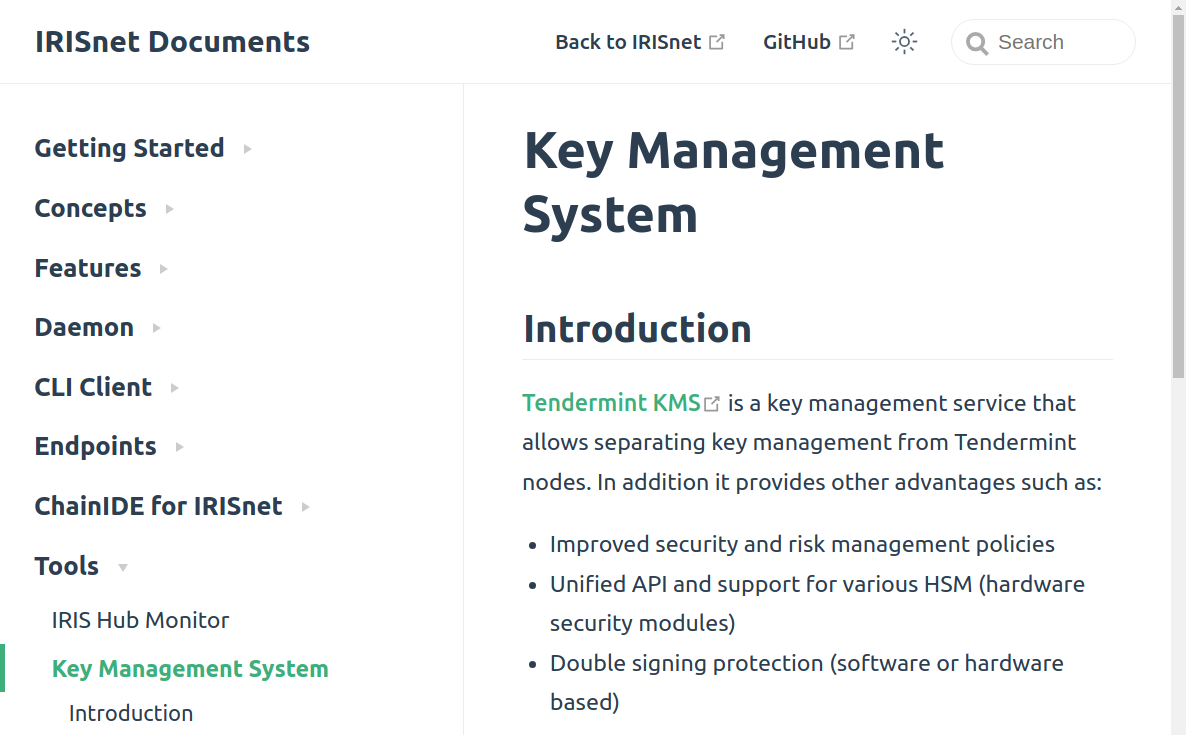 IRISnet Documents
Back to IRISnet
GitHub
Search
Getting Started
Concepts
Features
Daemon
CLI Client
Endpoints
ChainIDE for IRISnet
Tools
IRIS Hub Monitor
Key Management System
Introduction
Key Management
System
Introduction
Tendermint KMS is a key management service that
allows separating key management from Tendermint
nodes. In addition it provides other advantages such as:
• Improved security and risk management policies
• Unified API and support for various HSM (hardware
security modules)
• Double signing protection (software or hardware
based)